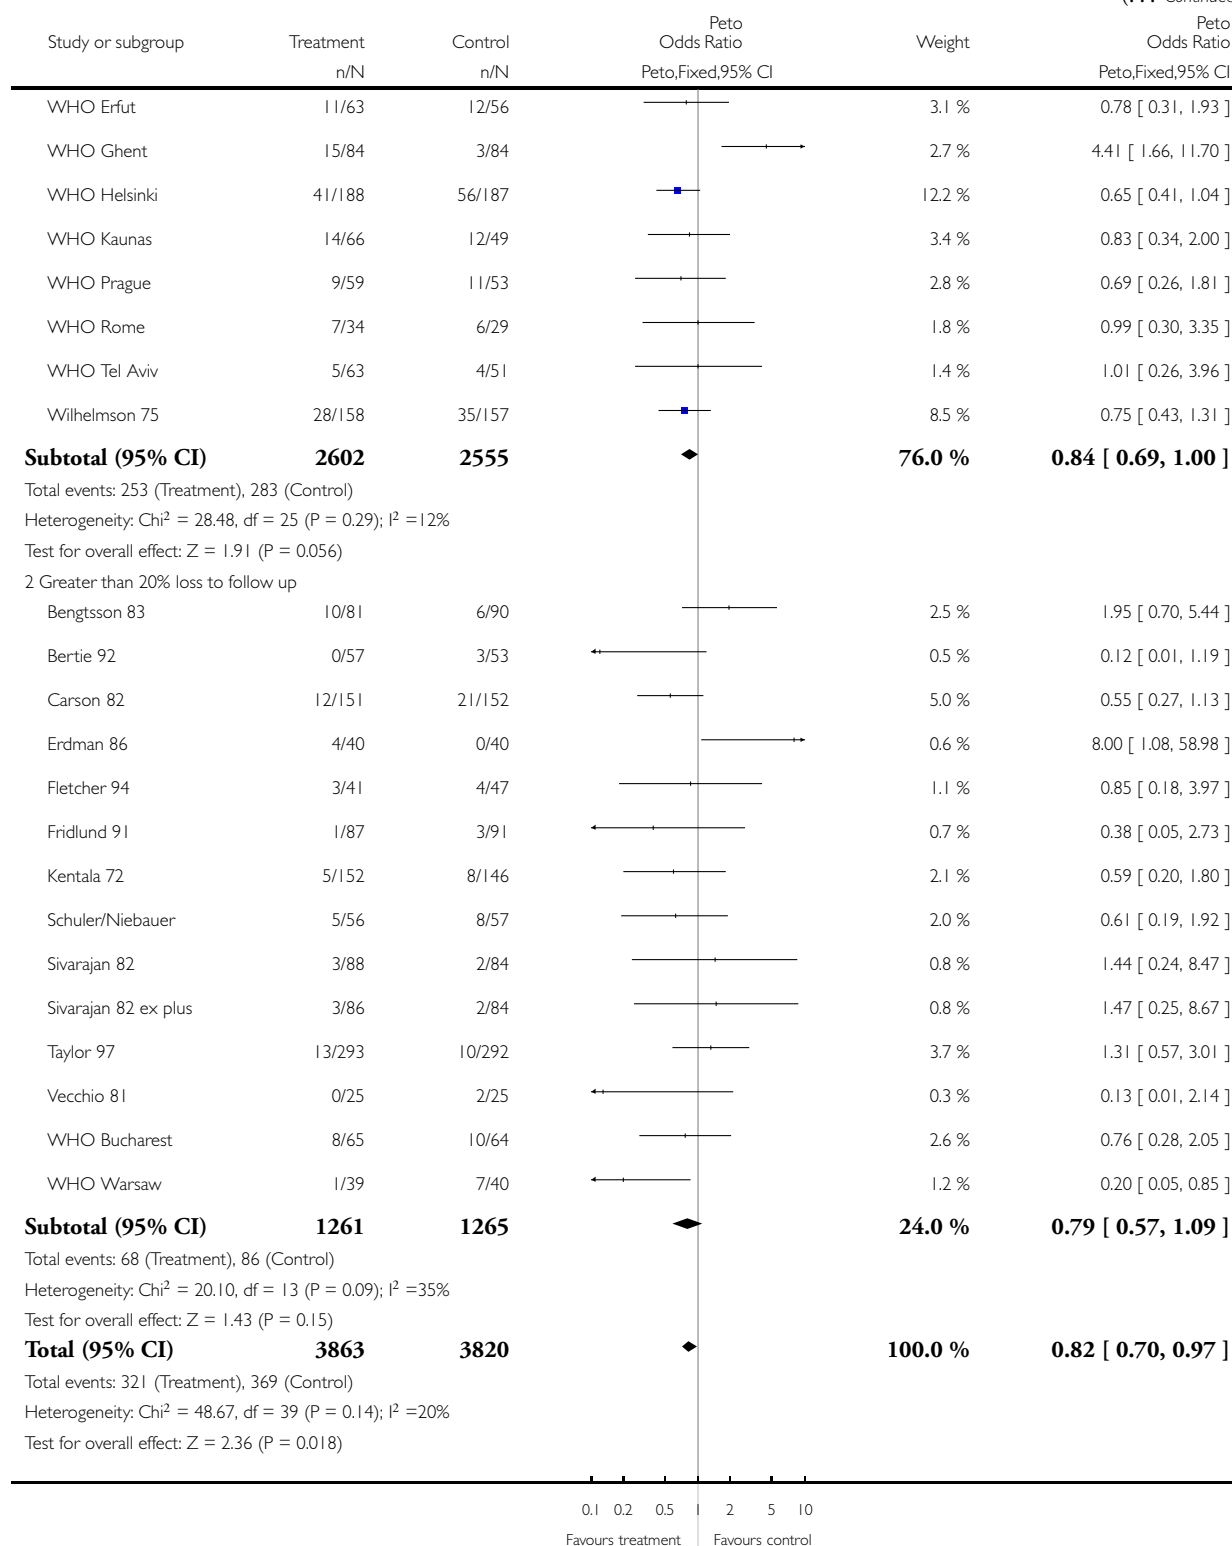 Peto Peto
Study or subgroup Treatment Control Odds Ratio Weight Odds Ratio
n/N n/N Peto,Fixed,95% CI Peto,Fixed,95% CI
WHO Erfut 11/63 12/56 3.1 % 0.78 [ 0.31, 1.93 ]
WHO Ghent 15/84 3/84 2.7 % 4.41 [ 1.66, 11.70 ]
WHO Helsinki 41/188 56/187 12.2 % 0.65 [ 0.41, 1.04 ]
WHO Kaunas 14/66 12/49 3.4 % 0.83 [ 0.34, 2.00 ]
WHO Prague 9/59 11/53 2.8 % 0.69 [ 0.26, 1.81 ]
WHO Rome 7/34 6/29 1.8 % 0.99 [ 0.30, 3.35 ]
WHO Tel Aviv 5/63 4/51 1.4 % 1.01 [ 0.26, 3.96 ]
Wilhelmson 75 28/158 35/157 8.5 % 0.75 [ 0.43, 1.31 ]
Subtotal (95% CI) 2602 2555 76.0 % 0.84 [ 0.69, 1.00 ]
Total events: 253 (Treatment), 283 (Control)
Heterogeneity: Chi² = 28.48, df = 25 (P = 0.29); I² =12%
Test for overall effect: Z = 1.91 (P = 0.056)
2 Greater than 20% loss to follow up
Bengtsson 83 10/81 6/90 2.5 % 1.95 [ 0.70, 5.44 ]
Bertie 92 0/57 3/53 0.5 % 0.12 [ 0.01, 1.19 ]
Carson 82 12/151 21/152 5.0 % 0.55 [ 0.27, 1.13 ]
Erdman 86 4/40 0/40 0.6 % 8.00 [ 1.08, 58.98 ]
Fletcher 94 3/41 4/47 1.1 % 0.85 [ 0.18, 3.97 ]
Fridlund 91 1/87 3/91 0.7 % 0.38 [ 0.05, 2.73 ]
Kentala 72 5/152 8/146 2.1 % 0.59 [ 0.20, 1.80 ]
Schuler/Niebauer 5/56 8/57 2.0 % 0.61 [ 0.19, 1.92 ]
Sivarajan 82 3/88 2/84 0.8 % 1.44 [ 0.24, 8.47 ]
Sivarajan 82 ex plus 3/86 2/84 0.8 % 1.47 [ 0.25, 8.67 ]
Taylor 97 13/293 10/292 3.7 % 1.31 [ 0.57, 3.01 ]
Vecchio 81 0/25 2/25 0.3 % 0.13 [ 0.01, 2.14 ]
WHO Bucharest 8/65 10/64 2.6 % 0.76 [ 0.28, 2.05 ]
WHO Warsaw 1/39 7/40 1.2 % 0.20 [ 0.05, 0.85 ]
Subtotal (95% CI) 1261 1265 24.0 % 0.79 [ 0.57, 1.09 ]
Total events: 68 (Treatment), 86 (Control)
Heterogeneity: Chi² = 20.10, df = 13 (P = 0.09); I² =35%
Test for overall effect: Z = 1.43 (P = 0.15)
Total (95% CI) 3863 3820 100.0 % 0.82 [ 0.70, 0.97 ]
Total events: 321 (Treatment), 369 (Control)
Heterogeneity: Chi² = 48.67, df = 39 (P = 0.14); I² =20%
Test for overall effect: Z = 2.36 (P = 0.018)
0.1 0.2 0.5 1 2 5 10
Favours treatment Favours control